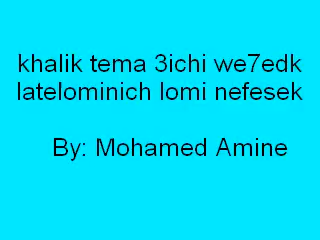 khalik tema 3ichi we7edk
latelominich lomi nefesek
By: Mohamed Amine